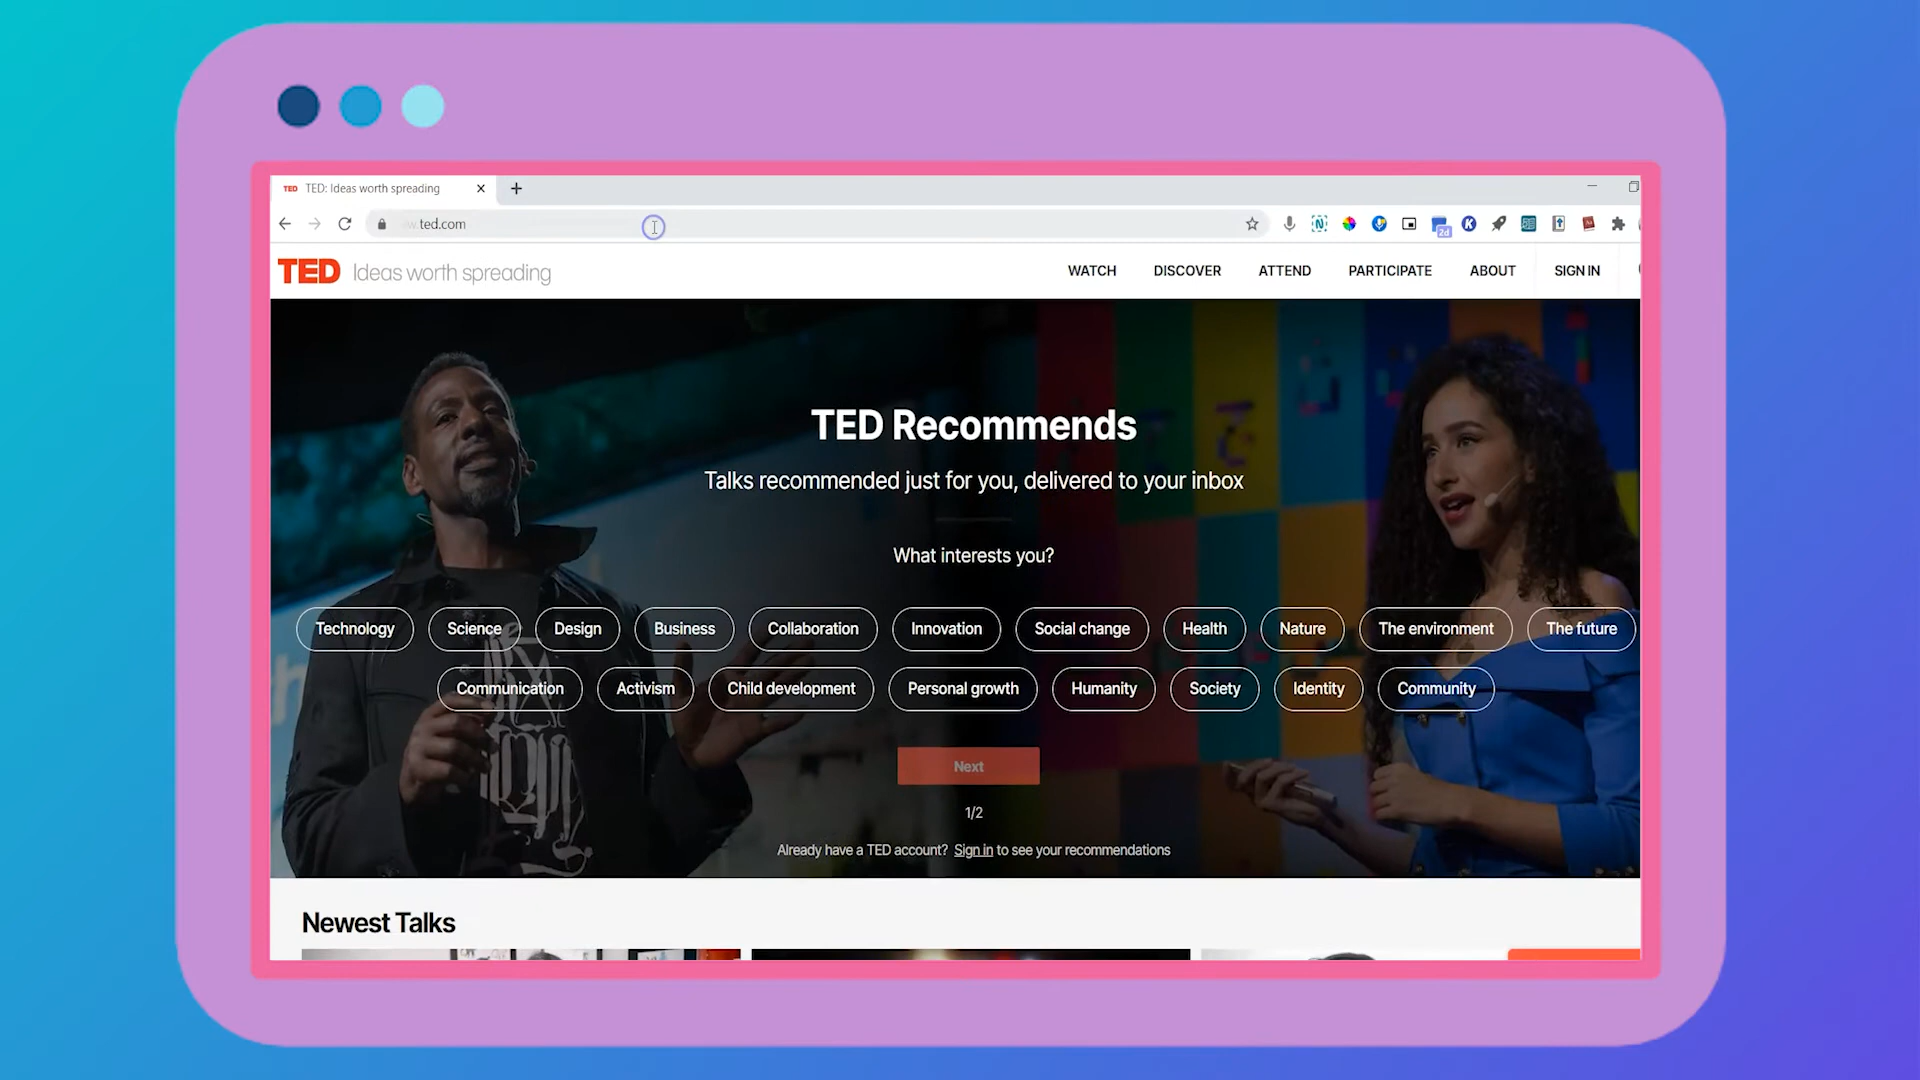 TED TED: Ideas worth spreading
ted.com
2d
TED Ideas worth spreading
WATCH DISCOVER ATTEND PARTICIPATE ABOUT SIGN IN
TED Recommends
Talks recommended just for you, delivered to your inbox
What interests you?
Technology Science Design Business Collaboration Innovation Social change Health Nature The environment The future
Communication Activism Child development Personal growth Humanity Society Identity Community
Next
1/2
Already have a TED account? Sign in to see your recommendations
Newest Talks